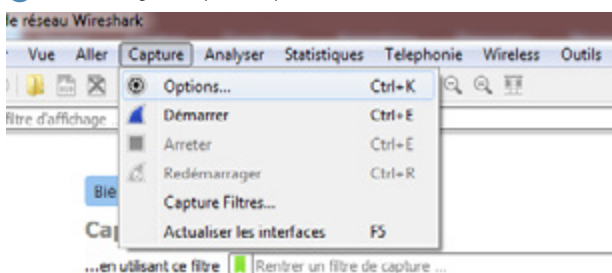 le réseau Wireshark
Vue Aller Capture Analyser Statistiques Telephonie Wireless Outils
Options... Ctrl+K
filtre d'affichage ...
Démarrer Ctrl+E
Arreter Ctrl+E
Redémarrager Ctrl+R
Bie
Capture Filtres...
Cap
Actualiser les interfaces F5
...en utilisant ce filtre Rentrer un filtre de capture ...